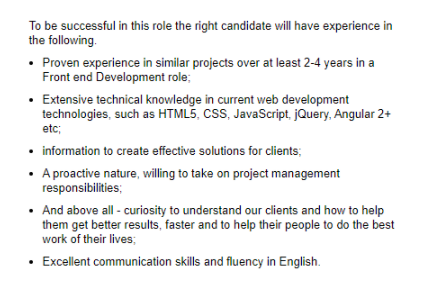 To be successful in this role the right candidate will have experience in
the following.
• Proven experience in similar projects over at least 2-4 years in a
Front end Development role;
• Extensive technical knowledge in current web development
technologies, such as HTML5, CSS, JavaScript, jQuery, Angular 2+
etc;
• information to create effective solutions for clients;
• A proactive nature, willing to take on project management
responsibilities;
• And above all - curiosity to understand our clients and how to help
them get better results, faster and to help their people to do the best
work of their lives;
• Excellent communication skills and fluency in English.